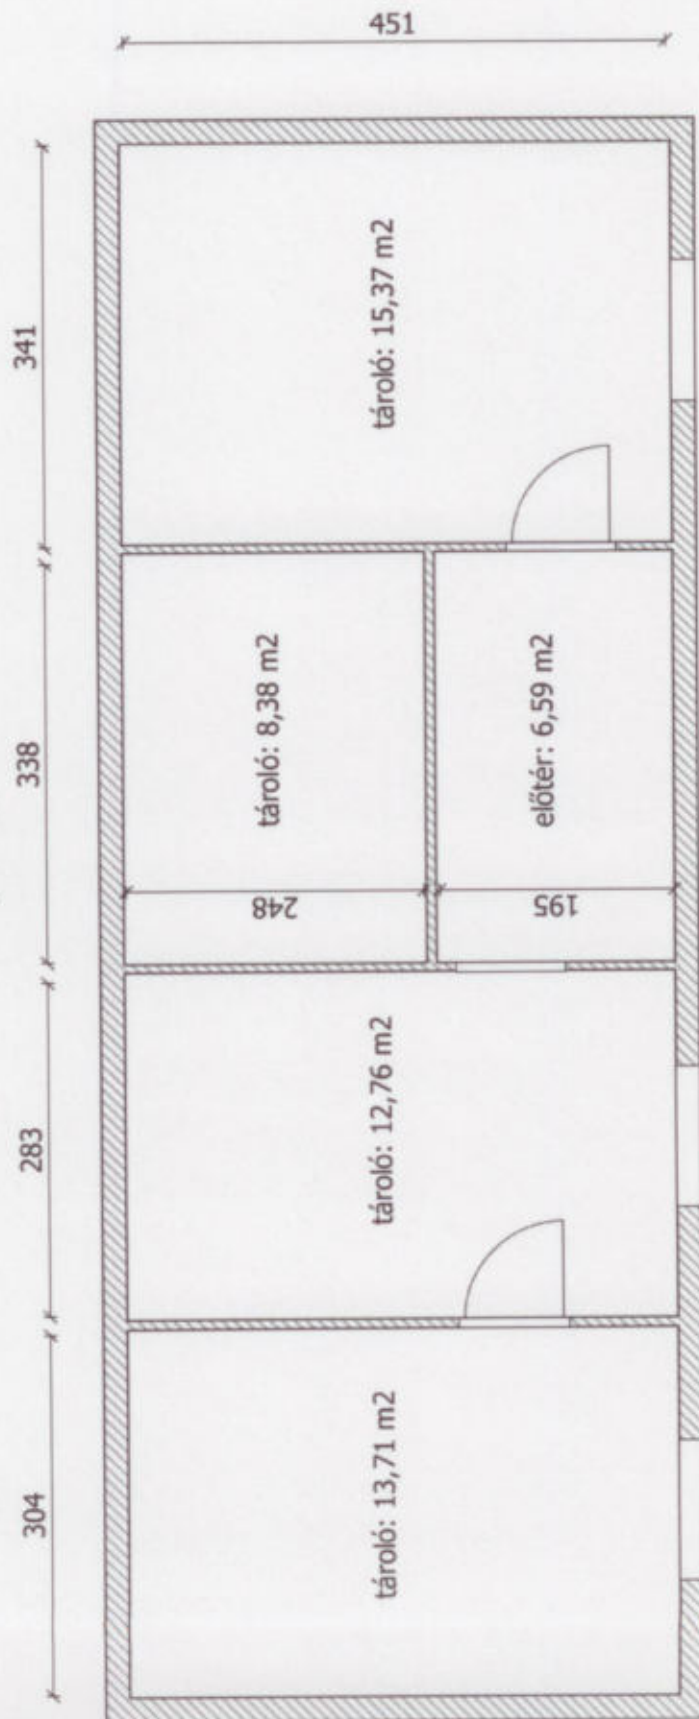 451
341
338
283
304
tároló: 15,37 m2
tároló: 8,38 m2
előtér: 6,59 m2
248
195
tároló: 12,76 m2
tároló: 13,71 m2